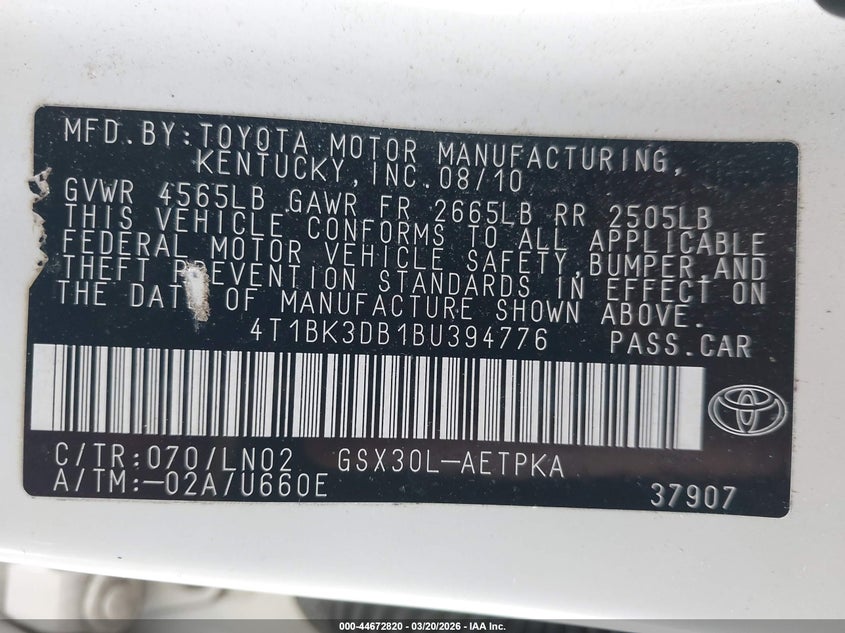 MFD.BY:TOYOTA MOTOR MANUFACTURING,
KENTUCKY,INC.08/10
GVWR 4565LB GAWR FR 2665LB RR 2505LB
THIS VEHICLE CONFORMS TO ALL APPLICABLE
FEDERAL MOTOR VEHICLE SAFETY,BUMPER,AND
THEFT PREVENTION STANDARDS IN EFFECT ON
THE DATE OF MANUFACTURE SHOWN ABOVE.
4T1BK3DB1BU394776 PASS.CAR
C/TR:070/LN02 GSX30L-AETPKA
A/TM:-02A/U660E
37907
000-44672820 - 03/20/2026 - IAA Inc.